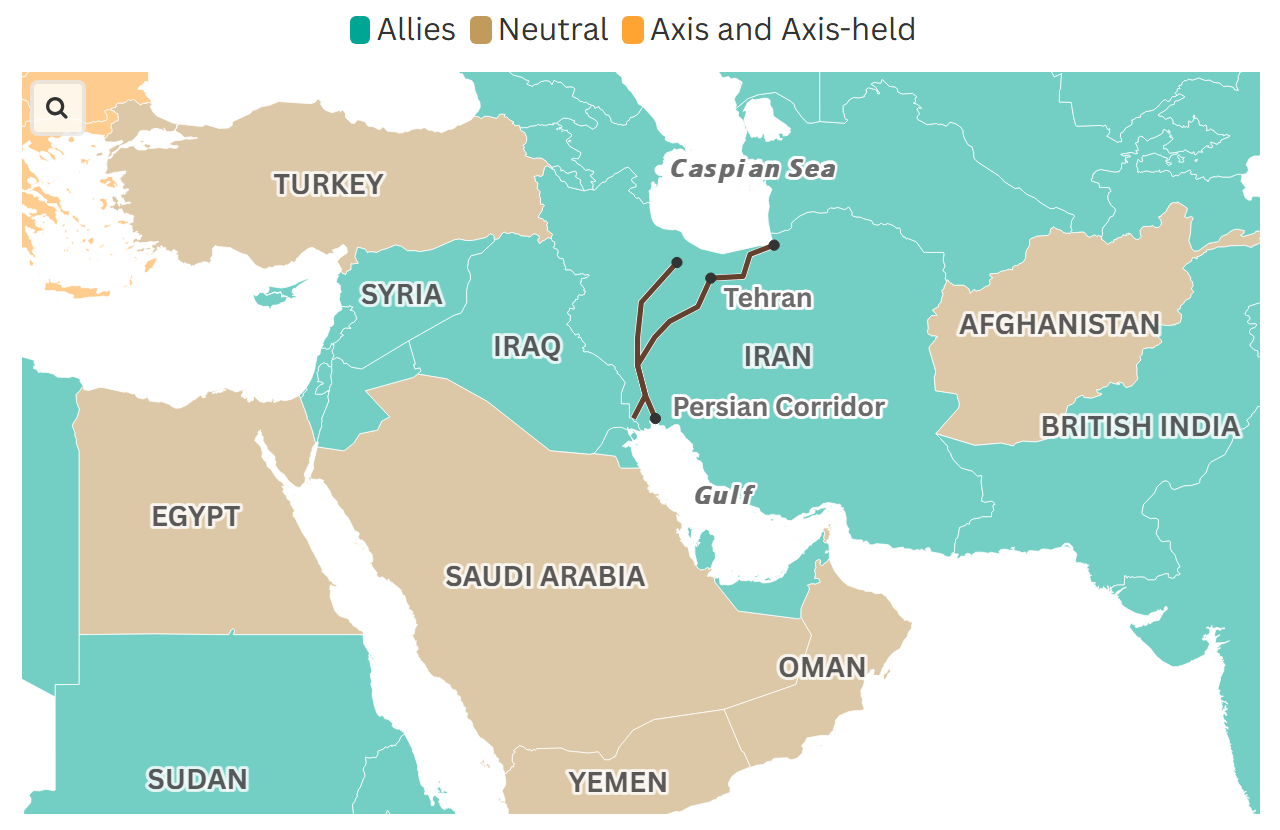 Allies Neutral Axis and Axis-held
Caspian Sea
TURKEY
SYRIA
Tehran
AFGHANISTAN
IRAQ
IRAN
Persian Corridor
BRITISH INDIA
Gulf
EGYPT
SAUDI ARABIA
OMAN
SUDAN
YEMEN